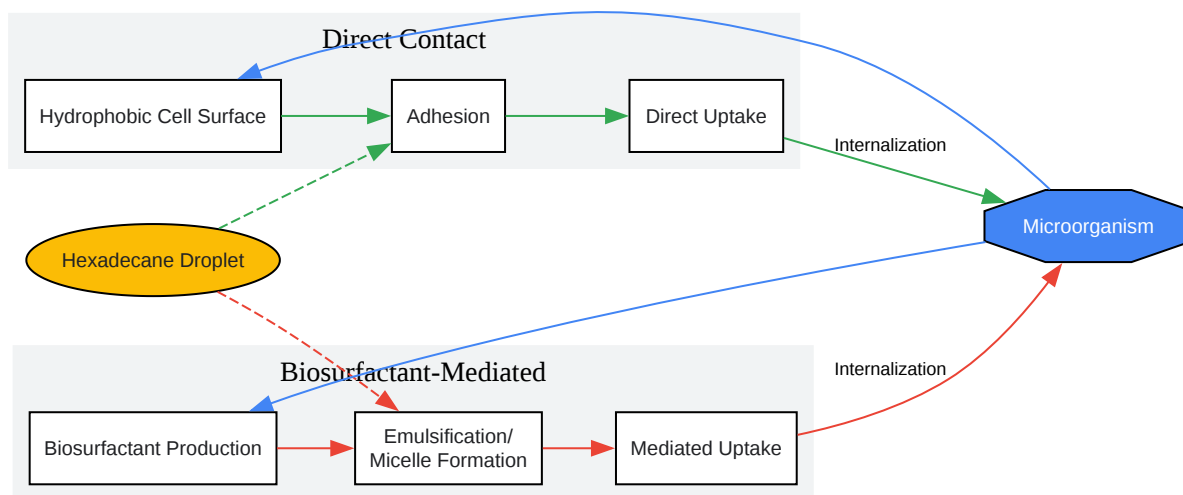 Direct Contact
Hydrophobic Cell Surface
Adhesion
Direct Uptake
Internalization
Microorganism
Hexadecane Droplet
Biosurfactant-Mediated
Internalization
Biosurfactant Production
Emulsification/
Micelle Formation
Mediated Uptake